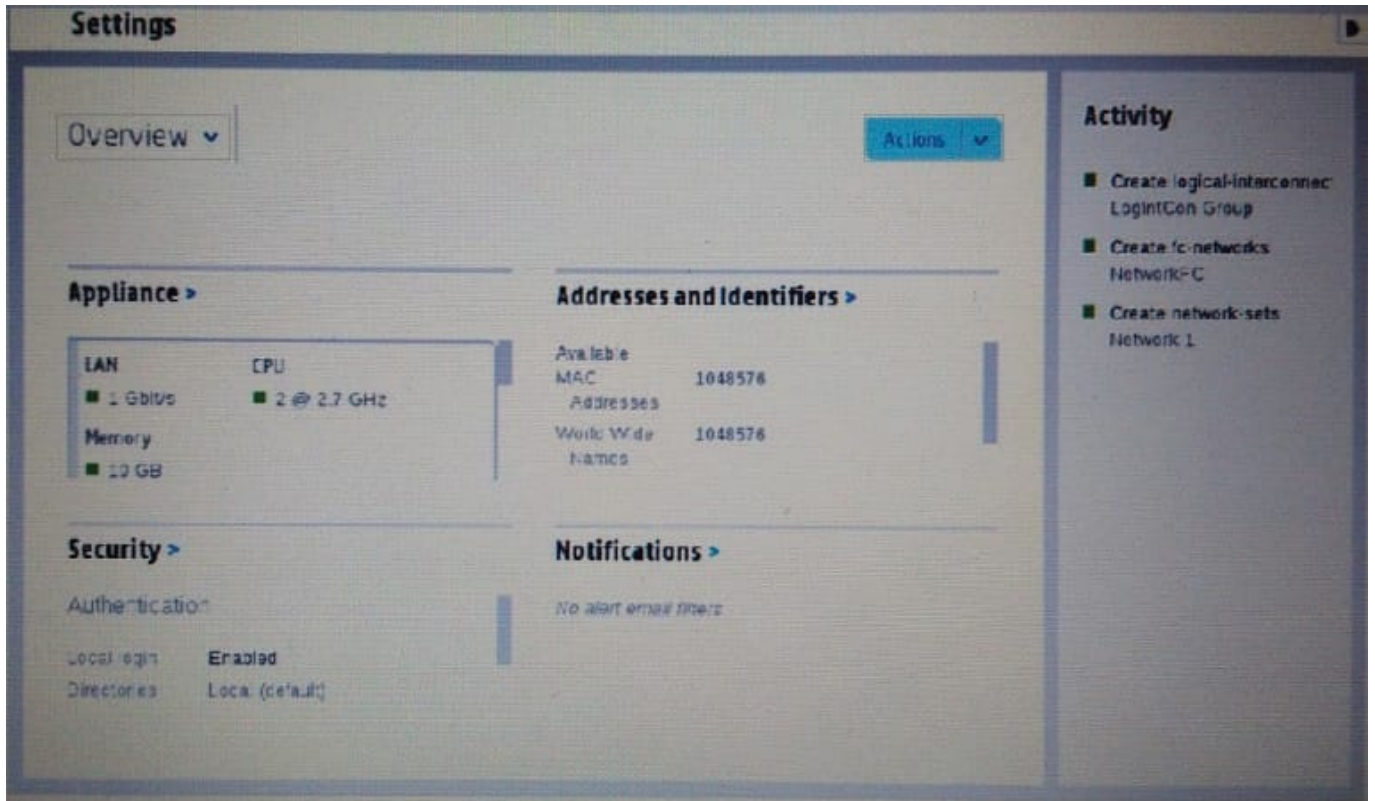 Settings
Overview
Actions
Appliance >
LAN
CPU
1 Gbit/s
2 @ 2.7 GHz
Memory
10 GB
Addresses and Identifiers >
Available
MAC
1048576
Addresses
World Wide
1048576
Names
Security >
Authentication
Local login
Enabled
Directories
Local (default)
Notifications >
No alert email filters
Activity
Create logical-interconnec
LogIntCon Group
Create fc-networks
NetworkFC
Create network-sets
Network 1